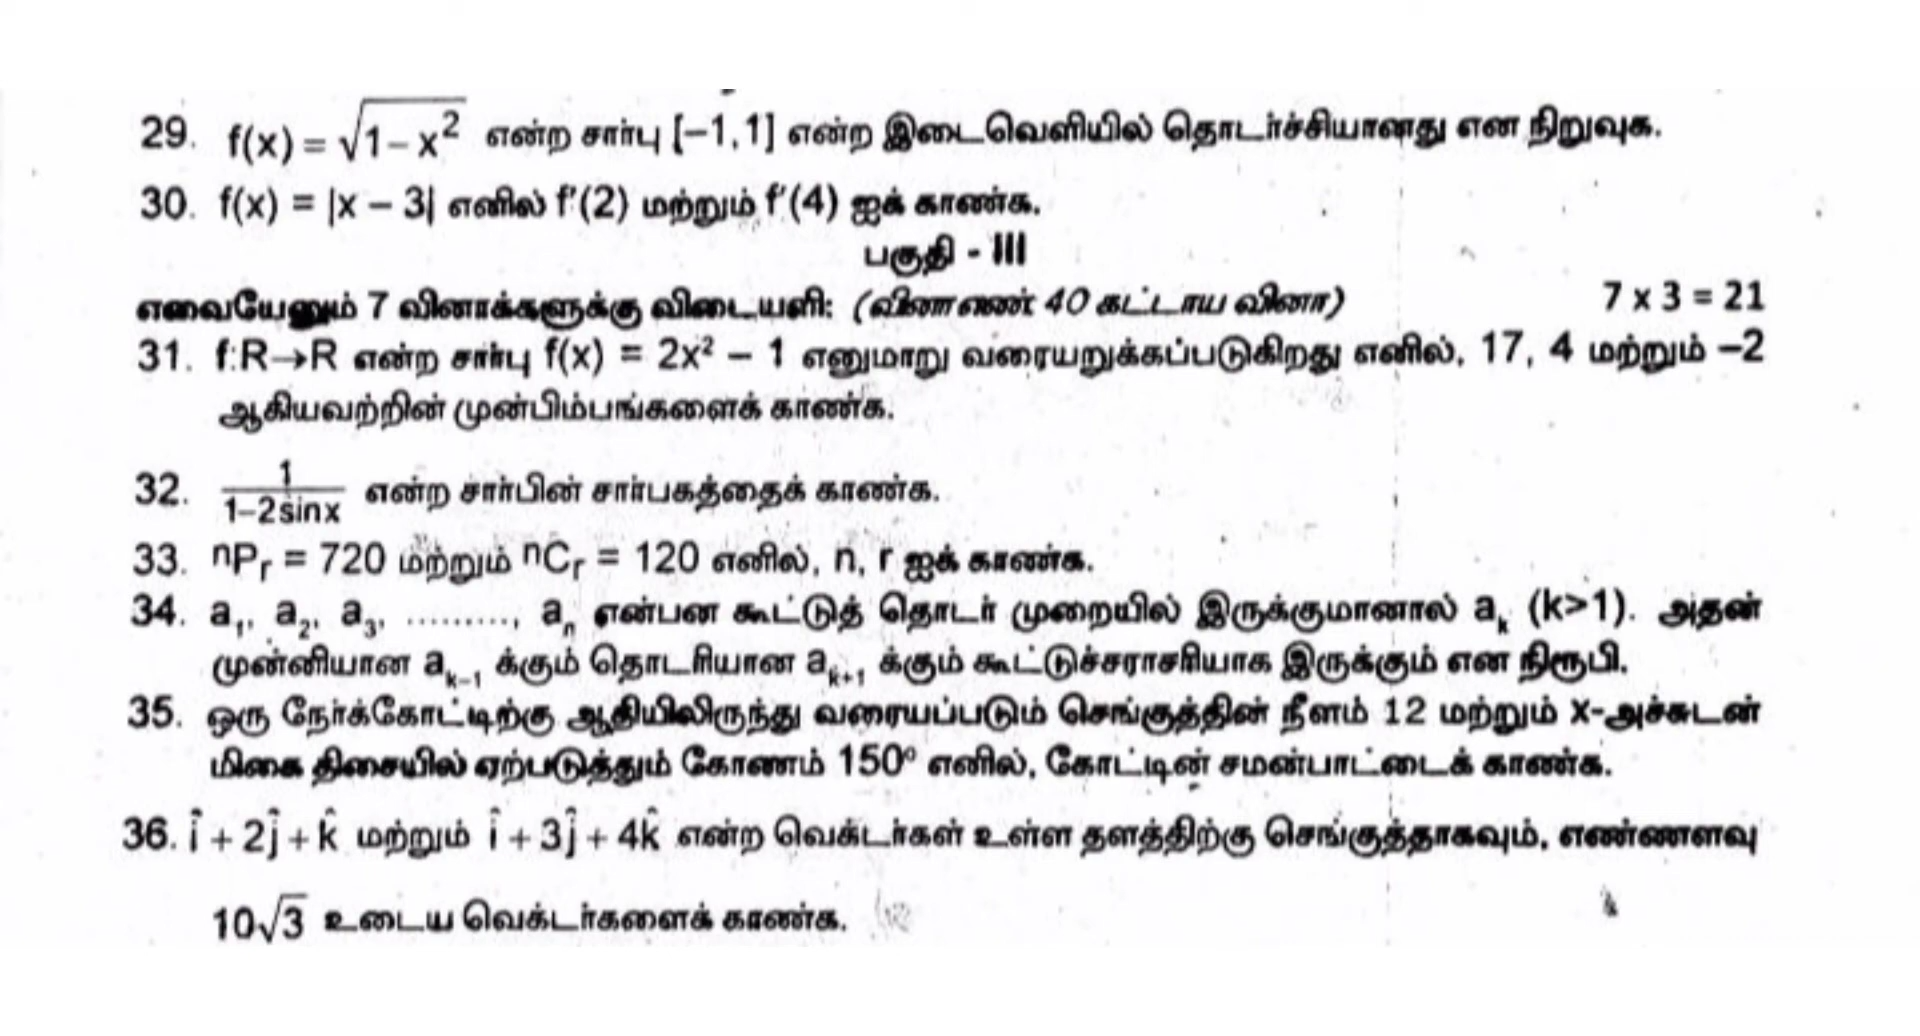 29. f(x) = √1−x² என்ற சார்பு [−1,1] என்ற இடைவெளியில் தொடர்ச்சியானது என நிறுவுக.
30. f(x) = |x − 3| எனில் f′(2) மற்றும் f′(4) ஐக் காண்க.
பகுதி - III
எவையேனும் 7 வினாக்களுக்கு விடையளி: (வினா எண் 40 கட்டாய வினா) 7 x 3 = 21
31. f:R→R என்ற சார்பு f(x) = 2x² − 1 எனுமாறு வரையறுக்கப்படுகிறது எனில், 17, 4 மற்றும் −2
ஆகியவற்றின் முன்பிம்பங்களைக் காண்க.
32. 1/(1−2sinx) என்ற சார்பின் சார்பகத்தைக் காண்க.
33. ⁿPᵣ = 720 மற்றும் ⁿCᵣ = 120 எனில், n, r ஐக் காண்க.
34. a₁, a₂, a₃, ........., aₙ என்பன கூட்டுத் தொடர் முறையில் இருக்குமானால் aₖ (k>1). அதன்
முன்னியான aₖ₋₁ க்கும் தொடரியான aₖ₊₁ க்கும் கூட்டுச்சராசரியாக இருக்கும் என நிரூபி.
35. ஒரு நேர்க்கோட்டிற்கு ஆதியிலிருந்து வரையப்படும் செங்குத்தின் நீளம் 12 மற்றும் X-அச்சுடன்
மிகை திசையில் ஏற்படுத்தும் கோணம் 150° எனில், கோட்டின் சமன்பாட்டைக் காண்க.
36. î + 2ĵ + k̂ மற்றும் î + 3ĵ + 4k̂ என்ற வெக்டர்கள் உள்ள தளத்திற்கு செங்குத்தாகவும், எண்ணளவு
10√3 உடைய வெக்டர்களைக் காண்க.